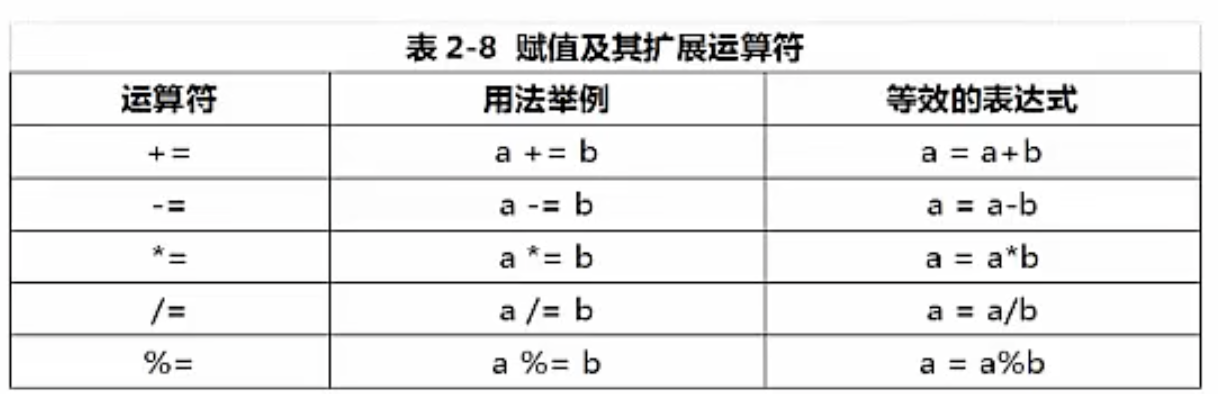 表 2-8 赋值及其扩展运算符
运算符 用法举例 等效的表达式
+= a += b a = a+b
-= a -= b a = a-b
*= a *= b a = a*b
/= a /= b a = a/b
%= a %= b a = a%b